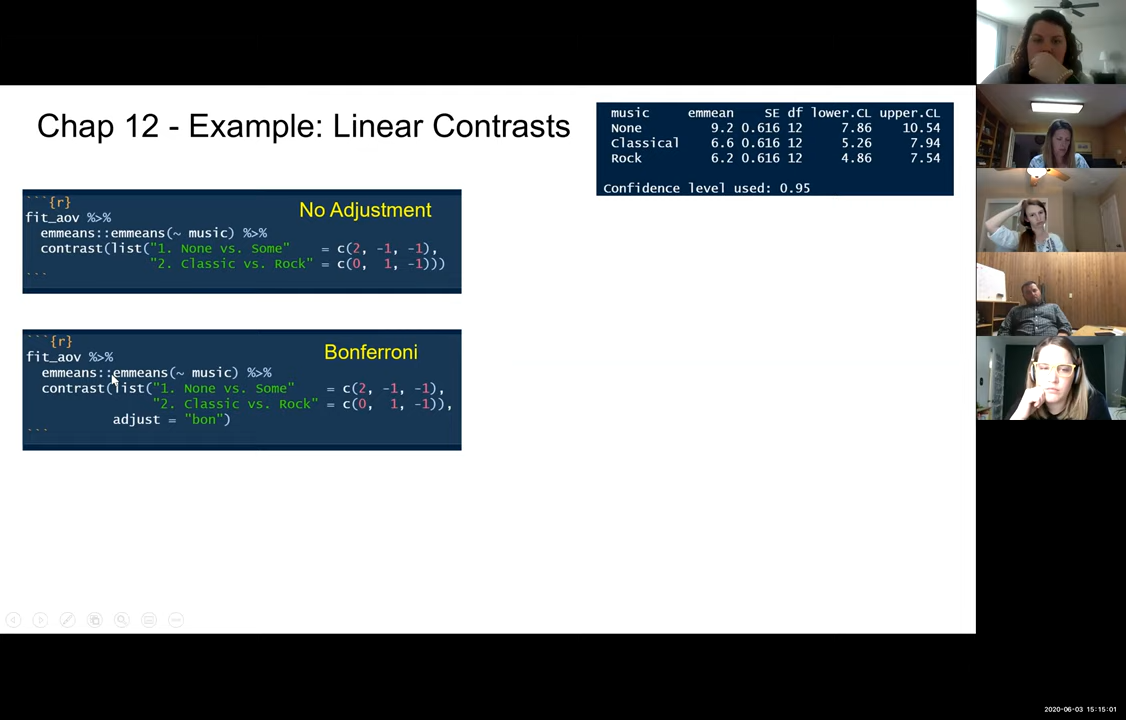 Chap 12 - Example: Linear Contrasts
music emmean SE df lower.CL upper.CL
None 9.2 0.616 12 7.86 10.54
Classical 6.6 0.616 12 5.26 7.94
Rock 6.2 0.616 12 4.86 7.54
Confidence level used: 0.95
```{r}
No Adjustment
fit_aov %>%
emmeans::emmeans(~ music) %>%
contrast(list("1. None vs. Some" = c(2, -1, -1),
"2. Classic vs. Rock" = c(0, 1, -1)))
```
```{r}
Bonferroni
fit_aov %>%
emmeans::emmeans(~ music) %>%
contrast(list("1. None vs. Some" = c(2, -1, -1),
"2. Classic vs. Rock" = c(0, 1, -1)),
adjust = "bon")
```
2020-06-03 15:15:01